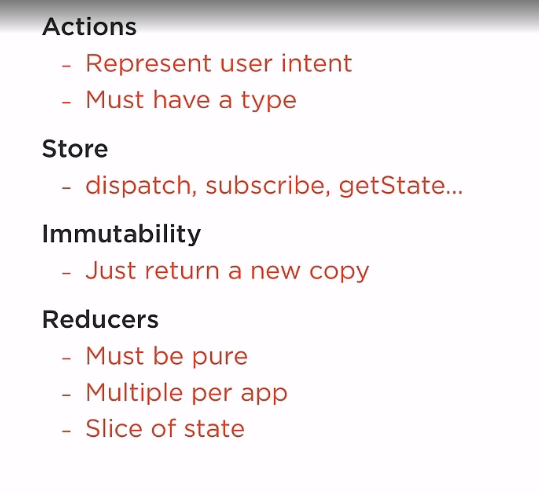 Actions
- Represent user intent
- Must have a type
Store
- dispatch, subscribe, getState...
Immutability
- Just return a new copy
Reducers
- Must be pure
- Multiple per app
- Slice of state